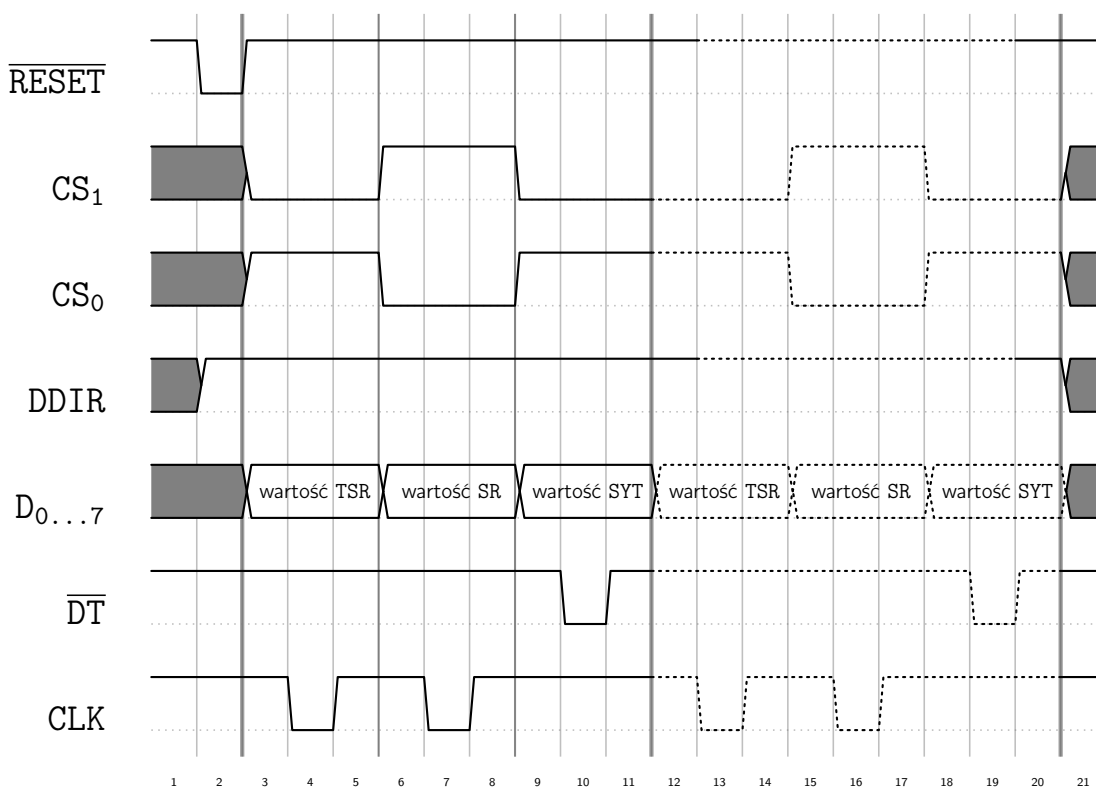 RESET
CS1
CS0
DDIR
D0...7
wartość TSR wartość SR wartość SYT wartość TSR wartość SR wartość SYT
DT
CLK
1 2 3 4 5 6 7 8 9 10 11 12 13 14 15 16 17 18 19 20 21